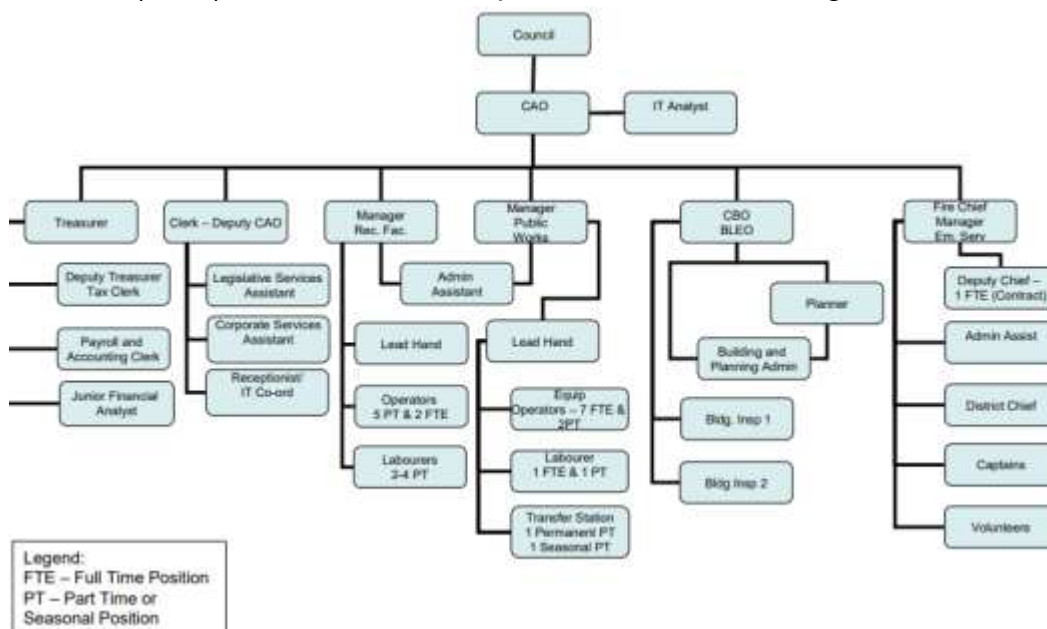 Council
CAO
IT Analyst
Treasurer
Clerk – Deputy CAO
Manager
Rec. Fac.
Manager
Public
Works
CBO
BLEO
Fire Chief
Manager
Em. Serv
Deputy Treasurer
Tax Clerk
Legislative Services
Assistant
Admin
Assistant
Deputy Chief –
1 FTE (Contract)
Planner
Payroll and
Accounting Clerk
Corporate Services
Assistant
Lead Hand
Lead Hand
Building and
Planning Admin
Admin Assist
Junior Financial
Analyst
Receptionist/
IT Co-ord
Operators
5 PT & 2 FTE
Equip
Operators – 7 FTE &
2PT
Bldg. Insp 1
District Chief
Labourers
2-4 PT
Labourer
1 FTE & 1 PT
Bldg Insp 2
Captains
Transfer Station
1 Permanent PT
1 Seasonal PT
Volunteers
Legend:
FTE – Full Time Position
PT – Part Time or
Seasonal Position